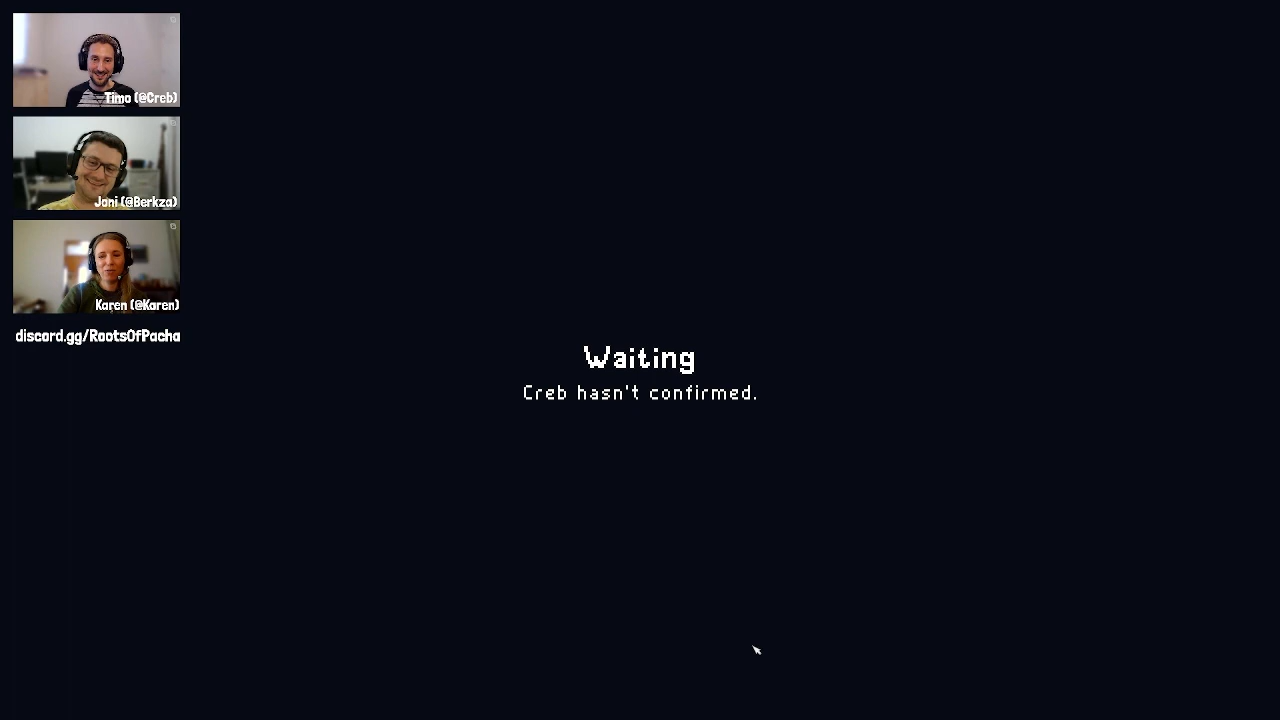 Timo (@Creb)
Joni (@Berkza)
Karen (@Karen)
discord.gg/RootsOfPacha
Waiting
Creb hasn't confirmed.